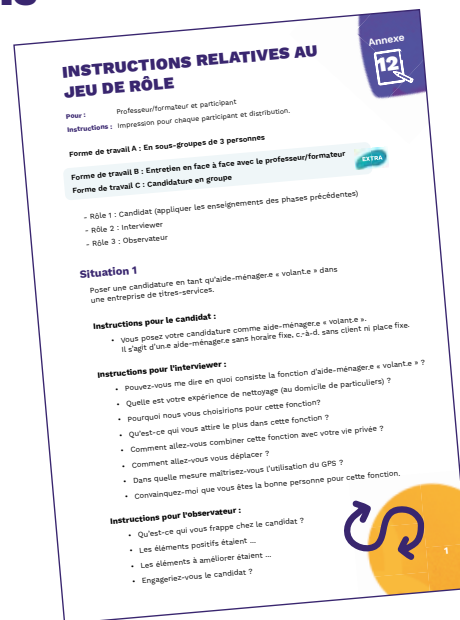 Annexe
12
INSTRUCTIONS RELATIVES AU
JEU DE RÔLE
Pour : Professeur/formateur et participant
Instructions : Impression pour chaque participant et distribution.
Forme de travail A : En sous-groupes de 3 personnes
Forme de travail B : Entretien en face à face avec le professeur/formateur
EXTRA
Forme de travail C : Candidature en groupe
- Rôle 1 : Candidat (appliquer les enseignements des phases précédentes)
- Rôle 2 : Interviewer
- Rôle 3 : Observateur
Situation 1
Poser une candidature en tant qu'aide-ménager.e « volant.e » dans
une entreprise de titres-services.
Instructions pour le candidat :
• Vous posez votre candidature comme aide-ménager.e « volant.e ».
Il s'agit d'un.e aide-ménager.e sans horaire fixe, c.-à-d. sans client ni place fixe.
Instructions pour l'interviewer :
• Pouvez-vous me dire en quoi consiste la fonction d'aide-ménager.e « volant.e » ?
• Quelle est votre expérience de nettoyage (au domicile de particuliers) ?
• Pourquoi nous vous choisirions pour cette fonction?
• Qu'est-ce qui vous attire le plus dans cette fonction ?
• Comment allez-vous combiner cette fonction avec votre vie privée ?
• Comment allez-vous vous déplacer ?
• Dans quelle mesure maîtrisez-vous l'utilisation du GPS ?
• Convainquez-moi que vous êtes la bonne personne pour cette fonction.
Instructions pour l'observateur :
• Qu'est-ce qui vous frappe chez le candidat ?
• Les éléments positifs étaient ...
• Les éléments à améliorer étaient ...
• Engageriez-vous le candidat ?
1